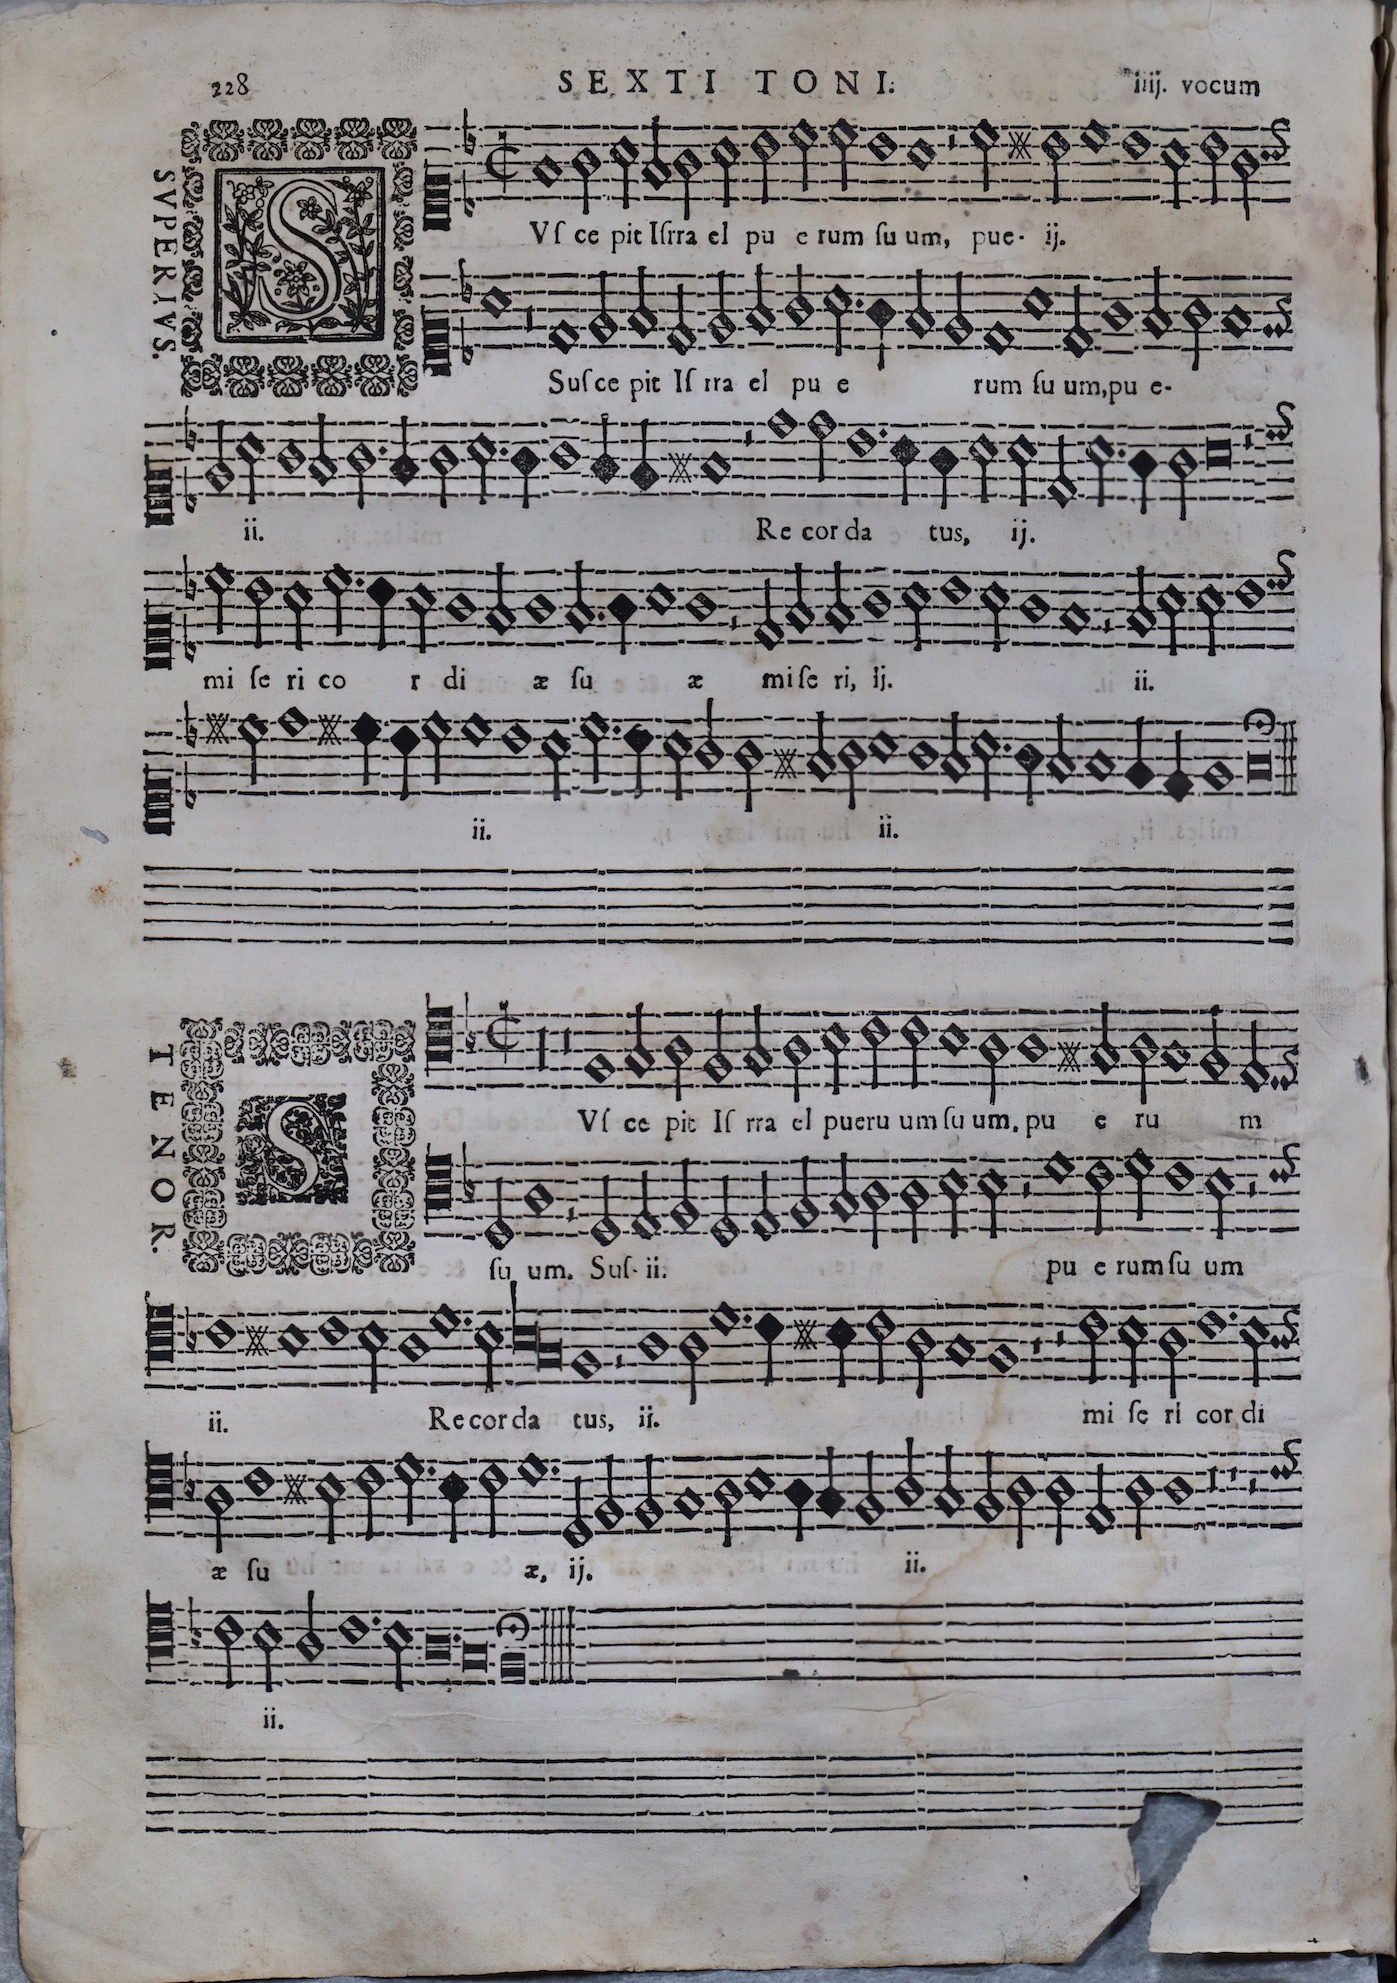 228 SEXTI TONI. iiij. vocum
SVPERIVS.
S
Vſ ce pit Iſrra el pu e rum ſu um, pue- ij.
Suſ ce pit Iſ rra el pu e rum ſu um, pu e-
ii. Re cor da tus, ij.
mi ſe ri co r di æ ſu æ mi ſe ri, ij. ii.
ii. ii.
TENOR.
S
Vſ ce pit Iſ rra el pueru um ſu um, pu e ru m
ſu um. Suſ- ii. pu e rum ſu um
ii. Re cor da tus, ii. mi ſe ri cor di
æ ſu æ, ij. ii.
ii.